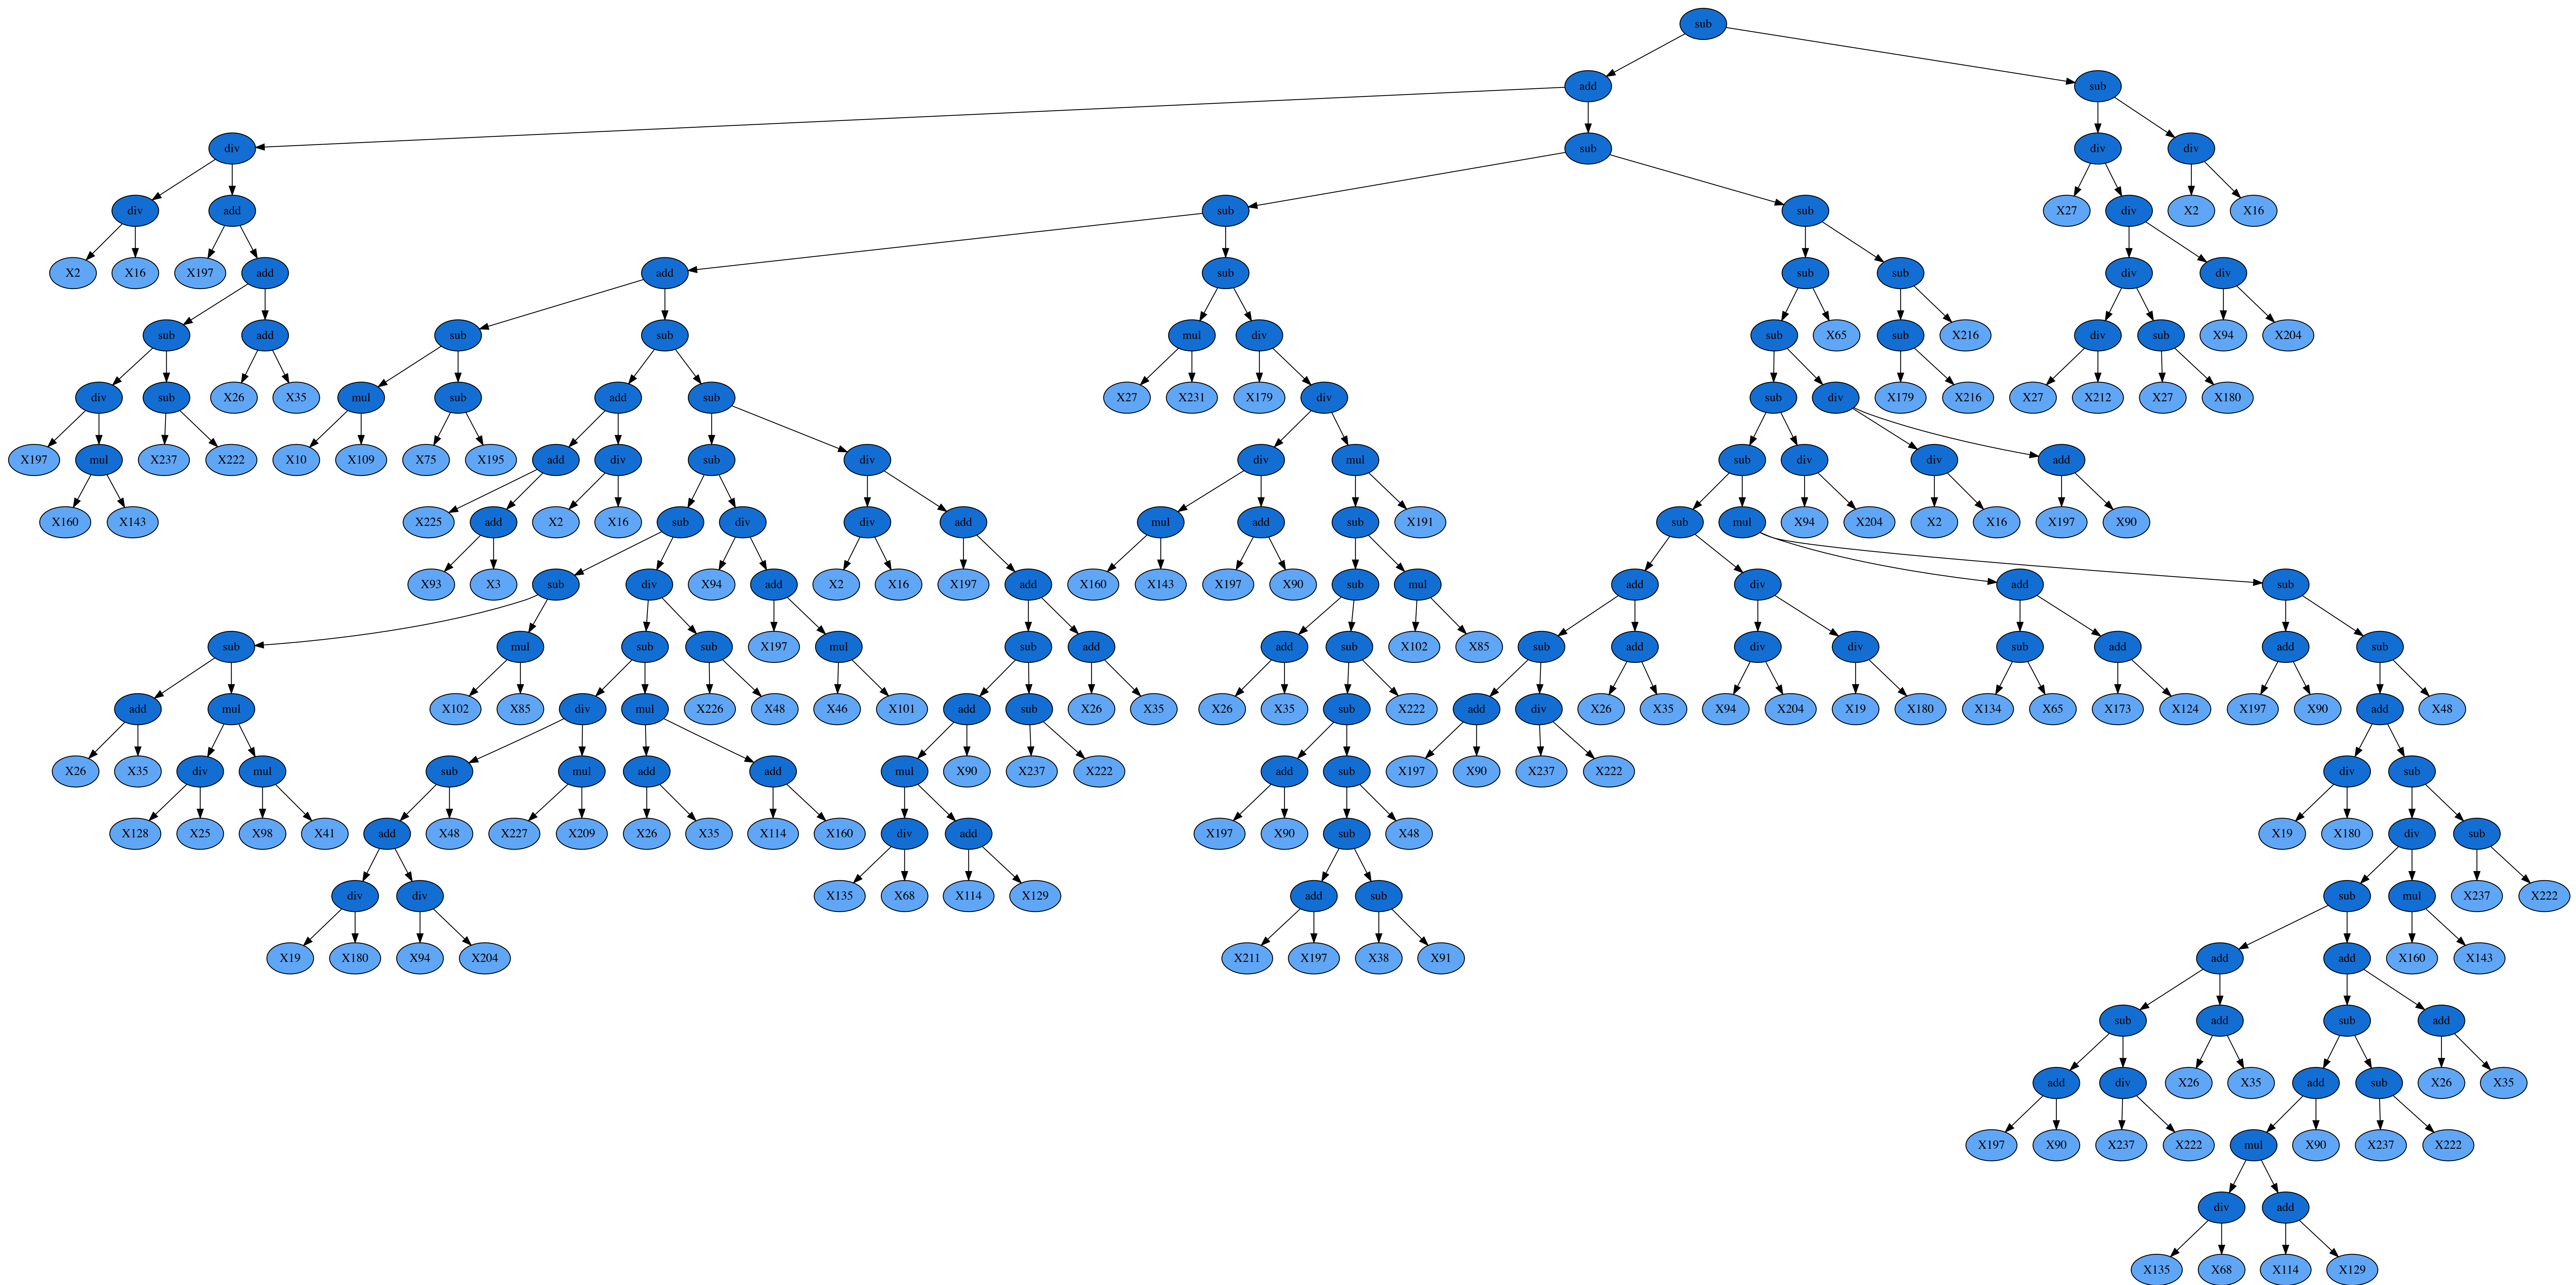 sub
add sub
div sub div div
div add sub sub X27 div X2 X16
X2 X16 X197 add add sub sub sub div div
sub add sub sub mul div sub X65 sub X216 div sub X94 X204
div sub X26 X35 mul sub add sub X27 X231 X179 div sub div X179 X216 X27 X212 X27 X180
X197 mul X237 X222 X10 X109 X75 X195 add div sub div div mul sub div div add
X160 X143 X225 add X2 X16 sub div div add mul add sub X191 sub mul X94 X204 X2 X16 X197 X90
X93 X3 sub div X94 add X2 X16 X197 add X160 X143 X197 X90 sub mul add div add sub
sub mul sub sub X197 mul sub add add sub X102 X85 sub add div div sub add add sub
add mul X102 X85 div mul X226 X48 X46 X101 add sub X26 X35 X26 X35 sub X222 add div X26 X35 X94 X204 X19 X180 X134 X65 X173 X124 X197 X90 add X48
X26 X35 div mul sub mul add add mul X90 X237 X222 add sub X197 X90 X237 X222 div sub
X128 X25 X98 X41 add X48 X227 X209 X26 X35 X114 X160 div add X197 X90 sub X48 X19 X180 div sub
div div X135 X68 X114 X129 add sub sub mul X237 X222
X19 X180 X94 X204 X211 X197 X38 X91 add add X160 X143
sub add sub add
add div X26 X35 add sub X26 X35
X197 X90 X237 X222 mul X90 X237 X222
div add
X135 X68 X114 X129